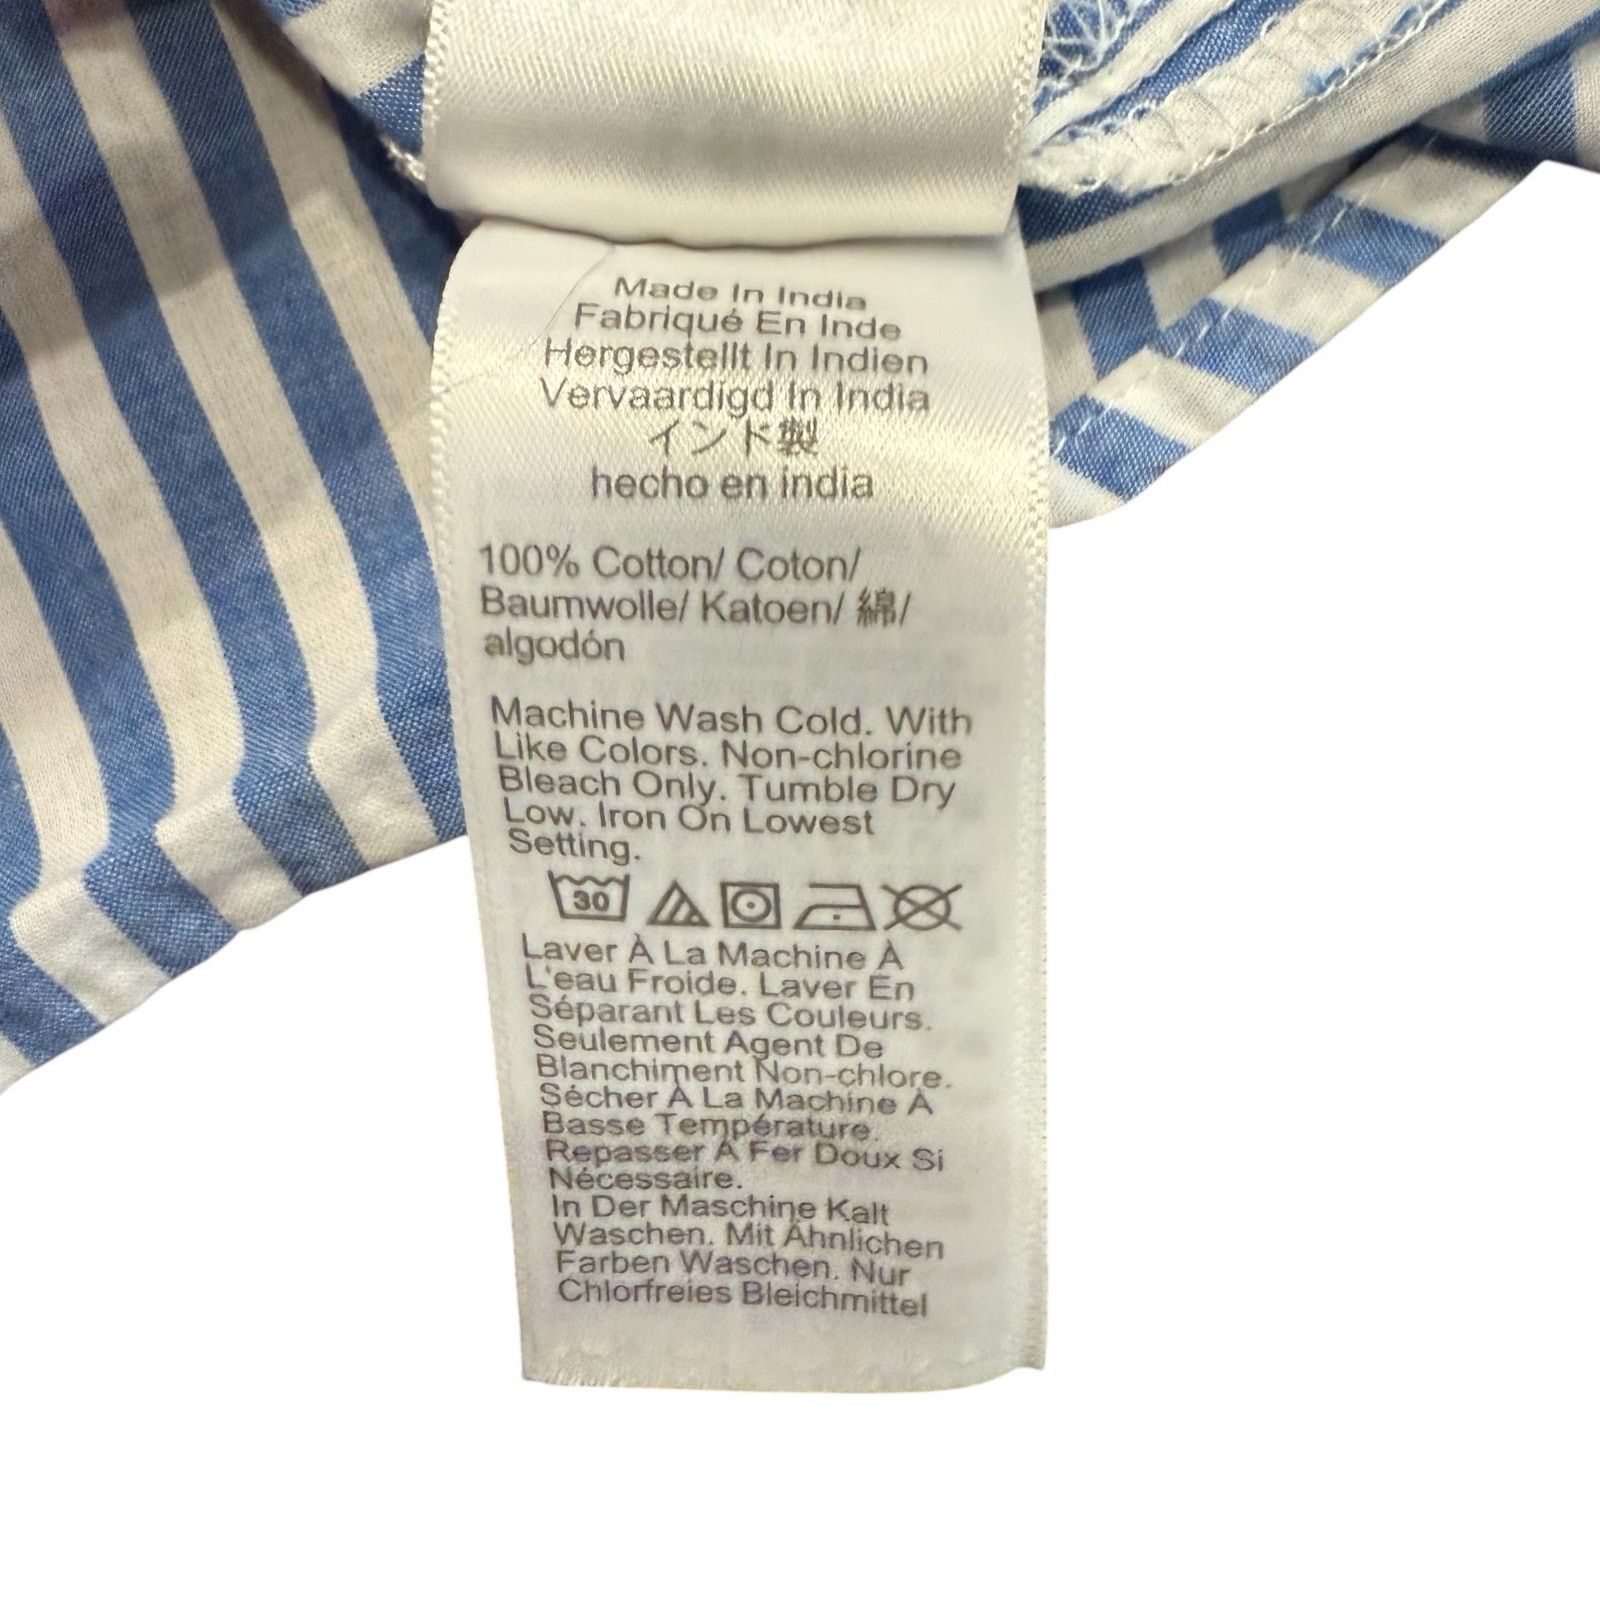 Made In India
Fabriqué En Inde
Hergestellt In Indien
Vervaardigd In India
インド製
hecho en india
100% Cotton/ Coton/
Baumwolle/ Katoen/ 綿/
algodón
Machine Wash Cold. With
Like Colors. Non-chlorine
Bleach Only. Tumble Dry
Low. Iron On Lowest
Setting.
30
Laver À La Machine À
L'eau Froide. Laver En
Séparant Les Couleurs.
Seulement Agent De
Blanchiment Non-chlore.
Sécher À La Machine À
Basse Température.
Repasser À Fer Doux Si
Nécessaire.
In Der Maschine Kalt
Waschen. Mit Ähnlichen
Farben Waschen. Nur
Chlorfreies Bleichmittel